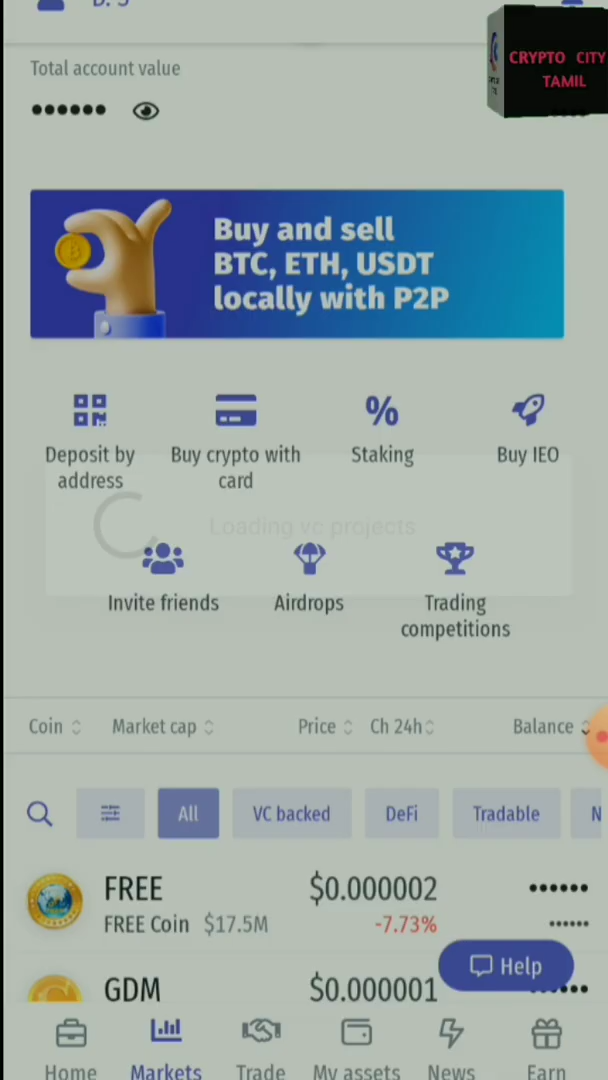 CRYPTO CITY
TAMIL
Total account value
Buy and sell
BTC, ETH, USDT
locally with P2P
Deposit by
address
Buy crypto with
card
Staking
Buy IEO
Loading vc projects
Invite friends
Airdrops
Trading
competitions
Coin
Market cap
Price
Ch 24h
Balance
All
VC backed
DeFi
Tradable
N
FREE
$0.000002
FREE Coin $17.5M
-7.73%
GDM
$0.000001
Help
Home
Markets
Trade
My assets
News
Earn